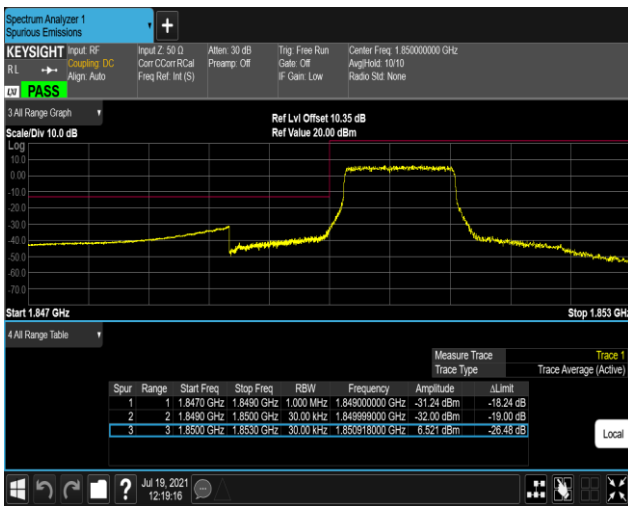 Spectrum Analyzer 1
Spurious Emissions
+
KEYSIGHT Input: RF Input Z: 50 Ω Atten: 30 dB Trig: Free Run Center Freq: 1.850000000 GHz
RL Coupling: DC Corr CCorr RCal Preamp: Off Gate: Off Avg|Hold: 10/10
Align: Auto Freq Ref: Int (S) IF Gain: Low Radio Std: None
LXI PASS
3 All Range Graph
Ref Lvl Offset 10.35 dB
Scale/Div 10.0 dB Ref Value 20.00 dBm
Log
10.0
0.00
-10.0
-20.0
-30.0
-40.0
-50.0
-60.0
-70.0
Start 1.847 GHz Stop 1.853 GHz
4 All Range Table
Measure Trace Trace 1
Trace Type Trace Average (Active)
Spur Range Start Freq Stop Freq RBW Frequency Amplitude ΔLimit
1 1 1.8470 GHz 1.8490 GHz 1.000 MHz 1.849000000 GHz -31.24 dBm -18.24 dB
2 2 1.8490 GHz 1.8500 GHz 30.00 kHz 1.849999000 GHz -32.00 dBm -19.00 dB
3 3 1.8500 GHz 1.8530 GHz 30.00 kHz 1.850918000 GHz 6.521 dBm -26.48 dB
Local
? Jul 19, 2021
12:19:16